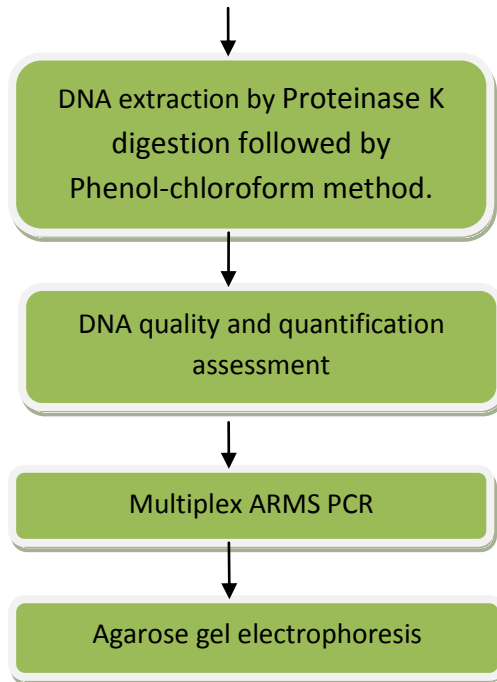 DNA extraction by Proteinase K
digestion followed by
Phenol-chloroform method.
DNA quality and quantification
assessment
Multiplex ARMS PCR
Agarose gel electrophoresis